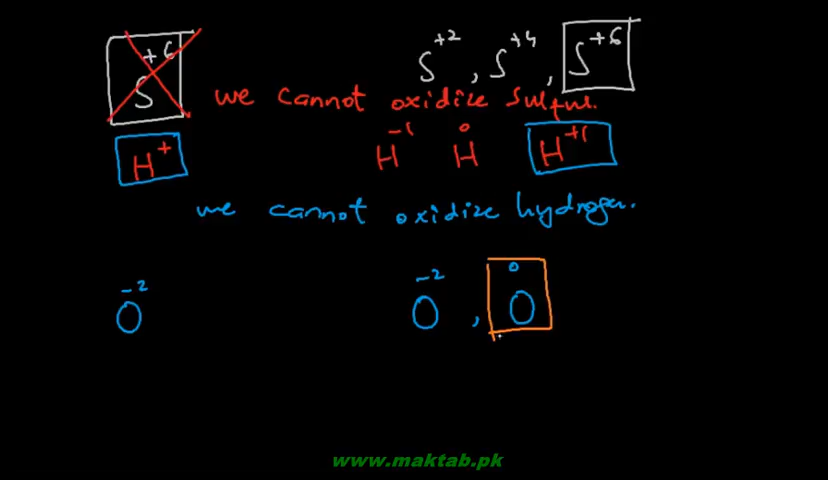 S+6 S+2, S+4, S+6
we cannot oxidize sulfur.
H+ H-1 H0 H+1
we cannot oxidize hydrogen.
O-2 O-2, O0
www.maktab.pk